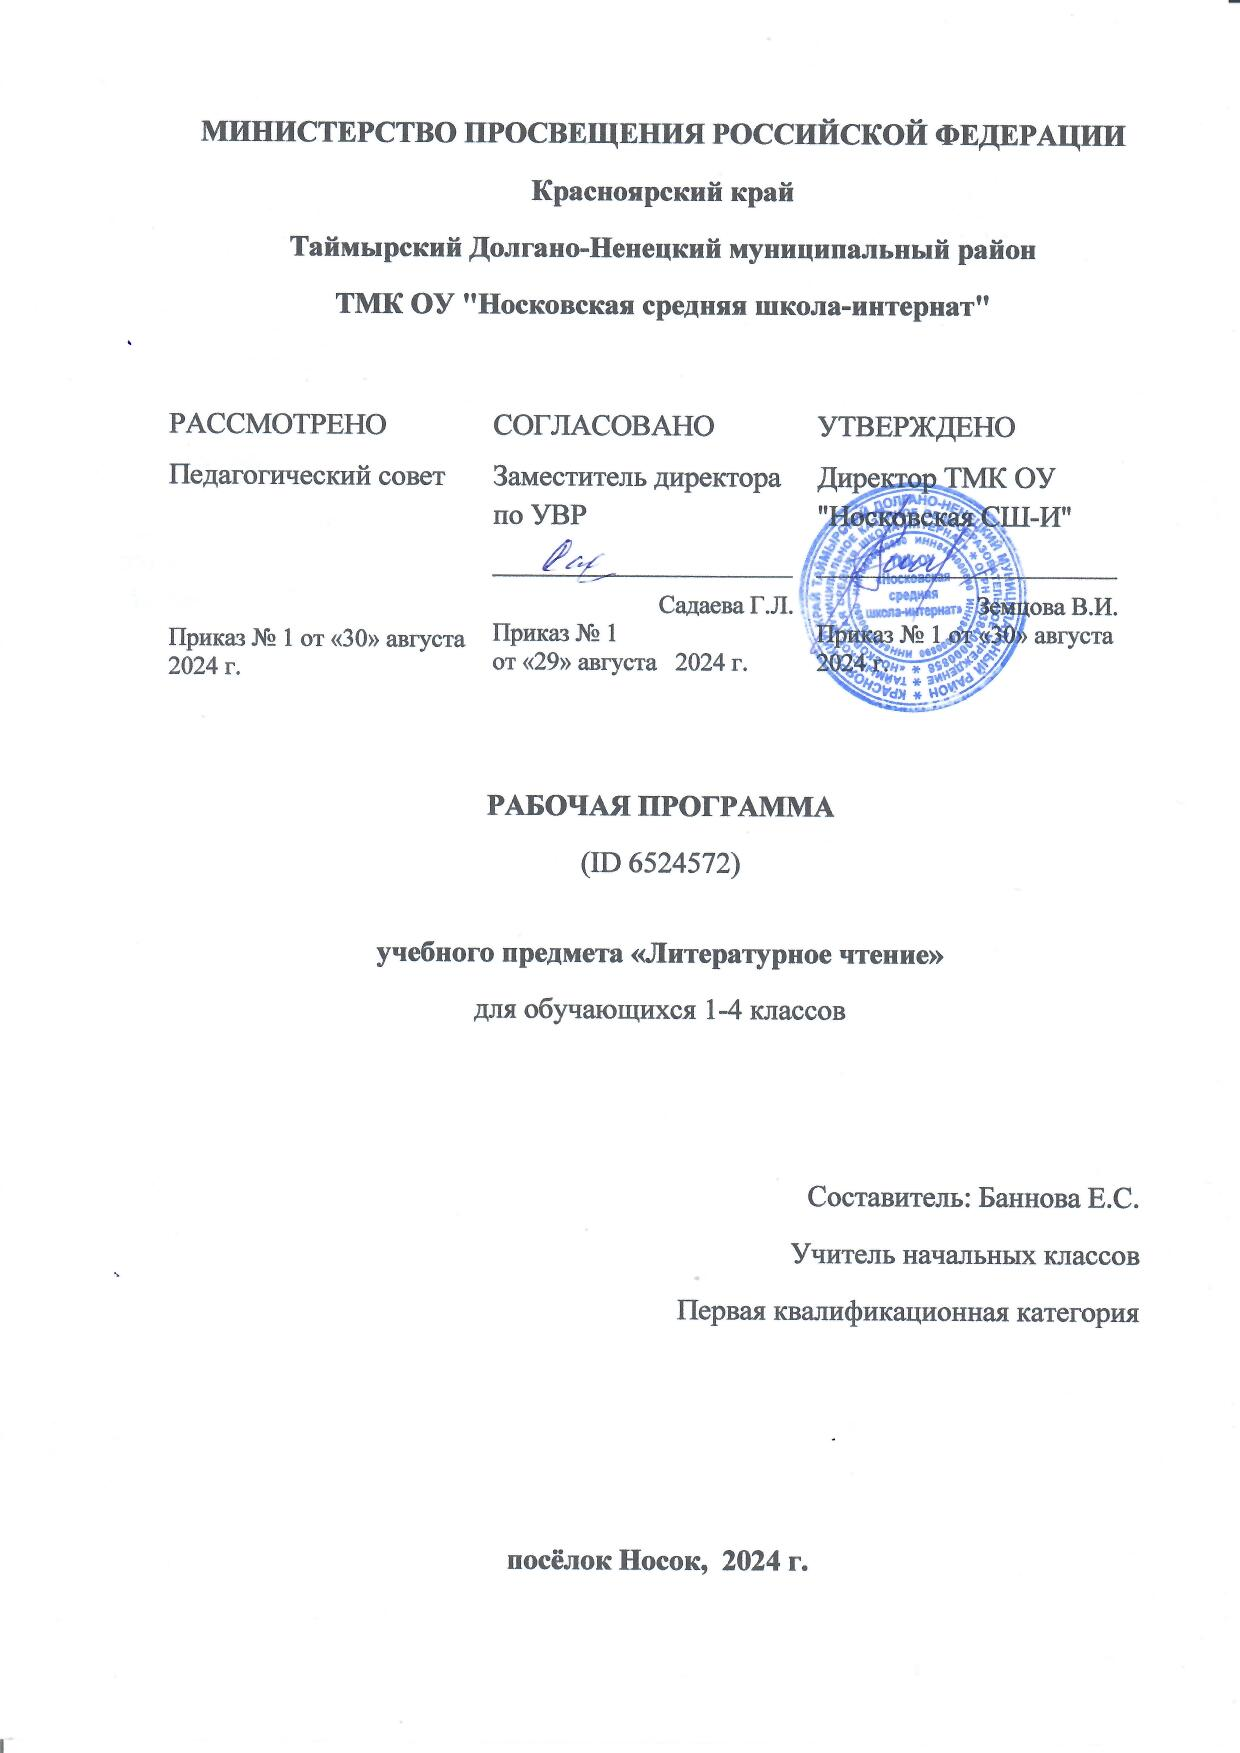 МИНИСТЕРСТВО ПРОСВЕЩЕНИЯ РОССИЙСКОЙ ФЕДЕРАЦИИ
Красноярский край
Таймырский Долгано-Ненецкий муниципальный район
ТМК ОУ "Носковская средняя школа-интернат"
РАССМОТРЕНО
Педагогический совет
Приказ № 1 от «30» августа
2024 г.
СОГЛАСОВАНО
Заместитель директора
по УВР
Садаева Г.Л.
Приказ № 1
от «29» августа 2024 г.
УТВЕРЖДЕНО
Директор ТМК ОУ
"Носковская СШ-И"
Земцова В.И.
Приказ № 1 от «30» августа
2024 г.
«Носковская
средняя
школа-интернат»
РАБОЧАЯ ПРОГРАММА
(ID 6524572)
учебного предмета «Литературное чтение»
для обучающихся 1-4 классов
Составитель: Баннова Е.С.
Учитель начальных классов
Первая квалификационная категория
посёлок Носок, 2024 г.